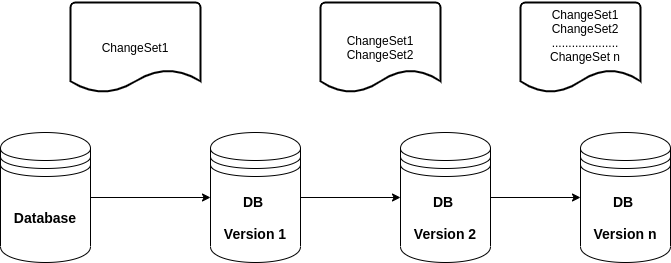 ChangeSet1
ChangeSet1
ChangeSet2
ChangeSet1
ChangeSet2
....................
ChangeSet n
Database
DB
Version 1
DB
Version 2
DB
Version n